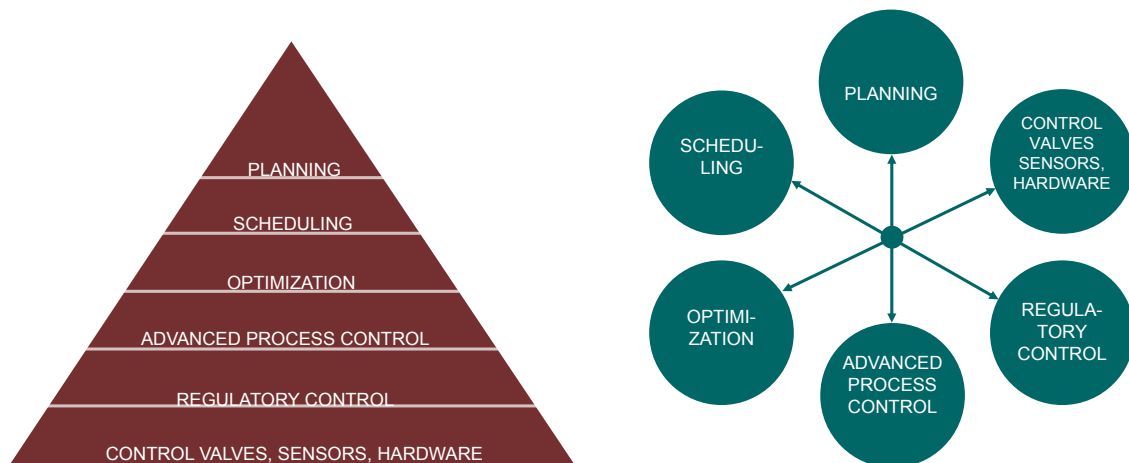 PLANNING
SCHEDULING
OPTIMIZATION
ADVANCED PROCESS CONTROL
REGULATORY CONTROL
CONTROL VALVES, SENSORS, HARDWARE
PLANNING
CONTROL
VALVES
SENSORS,
HARDWARE
REGULA-
TORY
CONTROL
ADVANCED
PROCESS
CONTROL
OPTIMI-
ZATION
SCHEDU-
LING